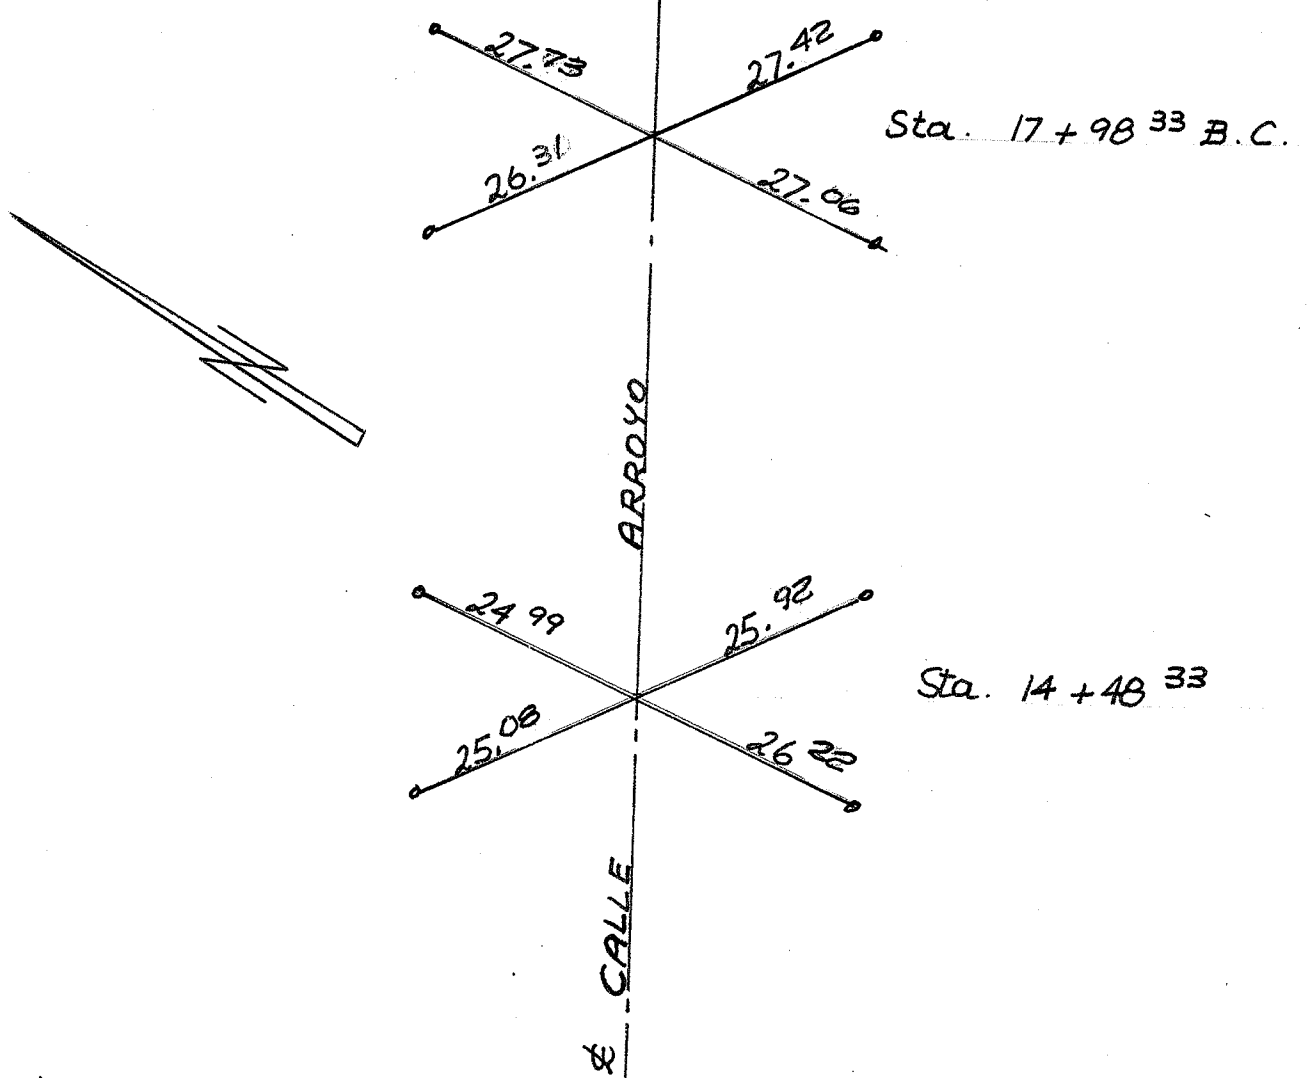 27.73
27.42
Sta. 17 + 98 33 B.C.
26.31
27.06
ARROYO
24 99
25.92
Sta. 14 + 48 33
25.08
26 22
℄ CALLE